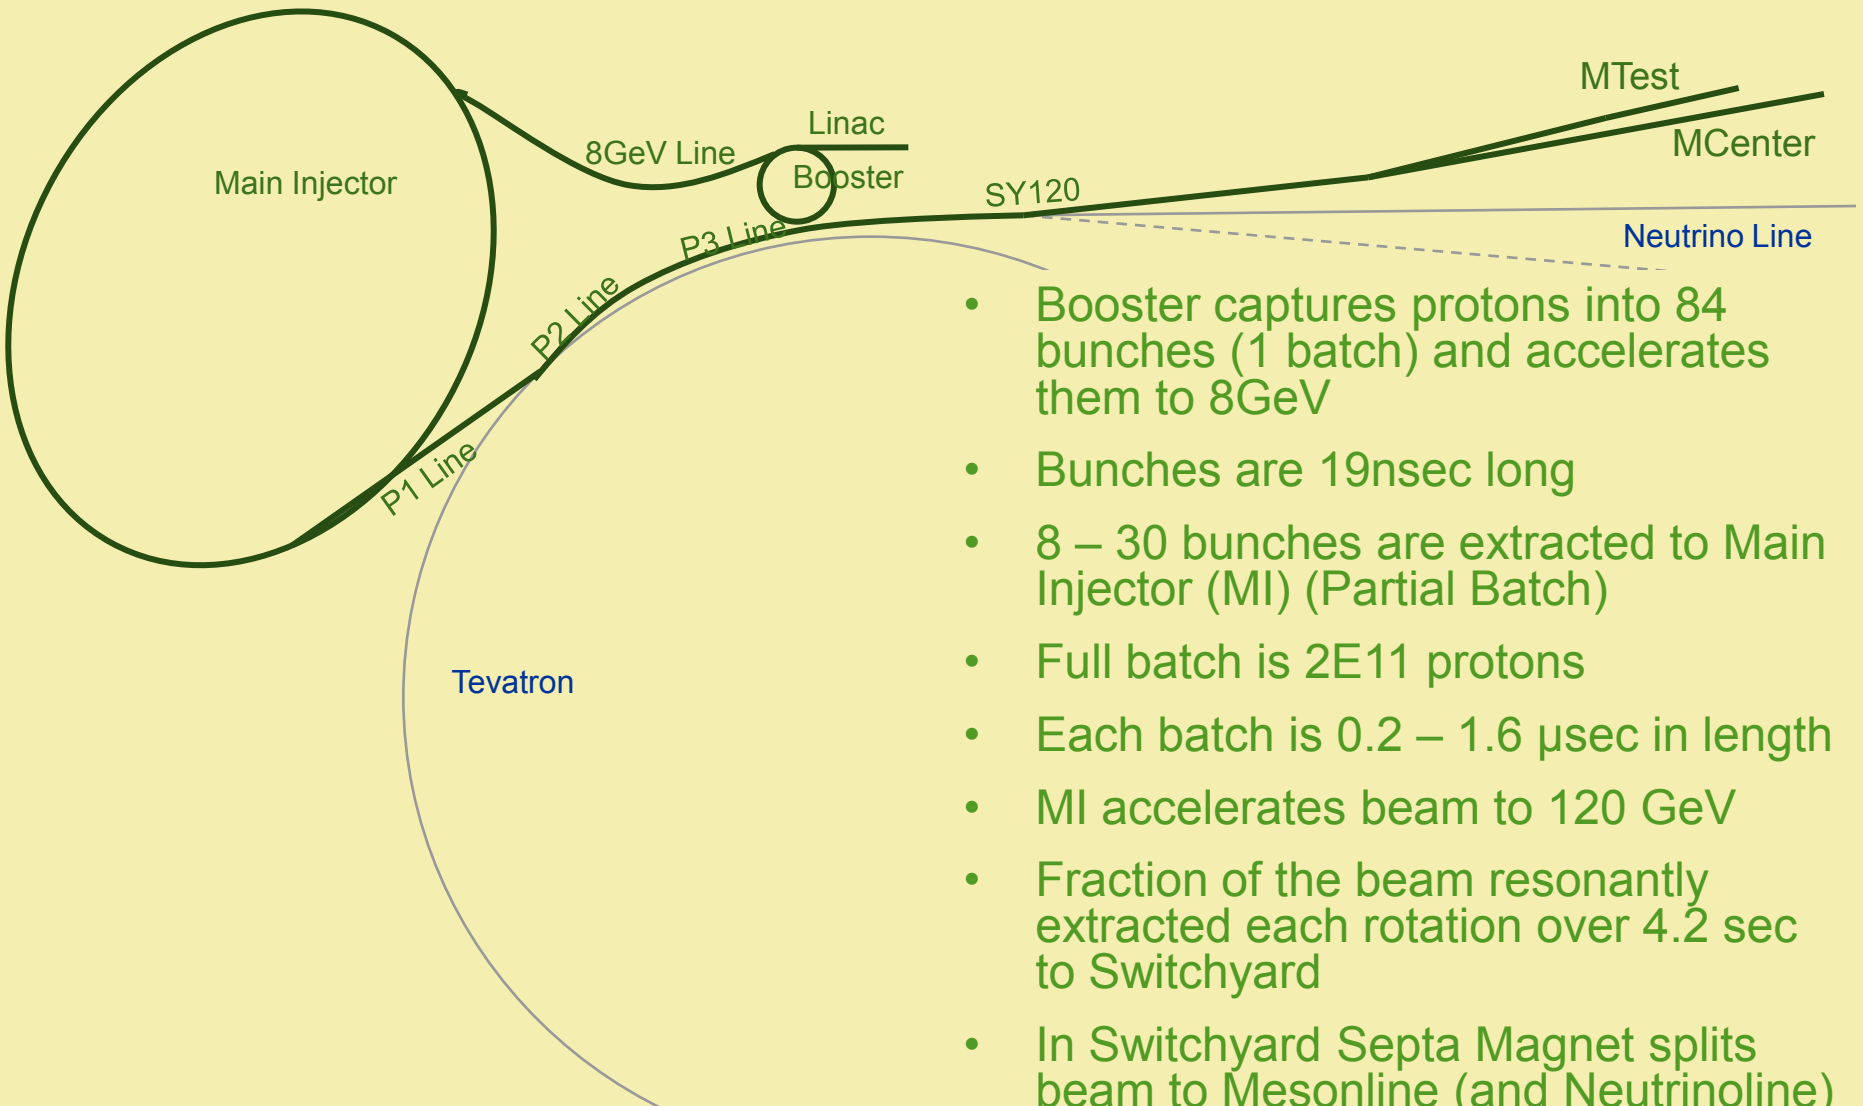 MTest
Linac
MCenter
8GeV Line
Booster
Main Injector
SY120
P3 Line
Neutrino Line
P2 Line
P1 Line
Tevatron
• Booster captures protons into 84
bunches (1 batch) and accelerates
them to 8GeV
• Bunches are 19nsec long
• 8 – 30 bunches are extracted to Main
Injector (MI) (Partial Batch)
• Full batch is 2E11 protons
• Each batch is 0.2 – 1.6 μsec in length
• MI accelerates beam to 120 GeV
• Fraction of the beam resonantly
extracted each rotation over 4.2 sec
to Switchyard
• In Switchyard Septa Magnet splits
beam to Mesonline (and Neutrinoline)